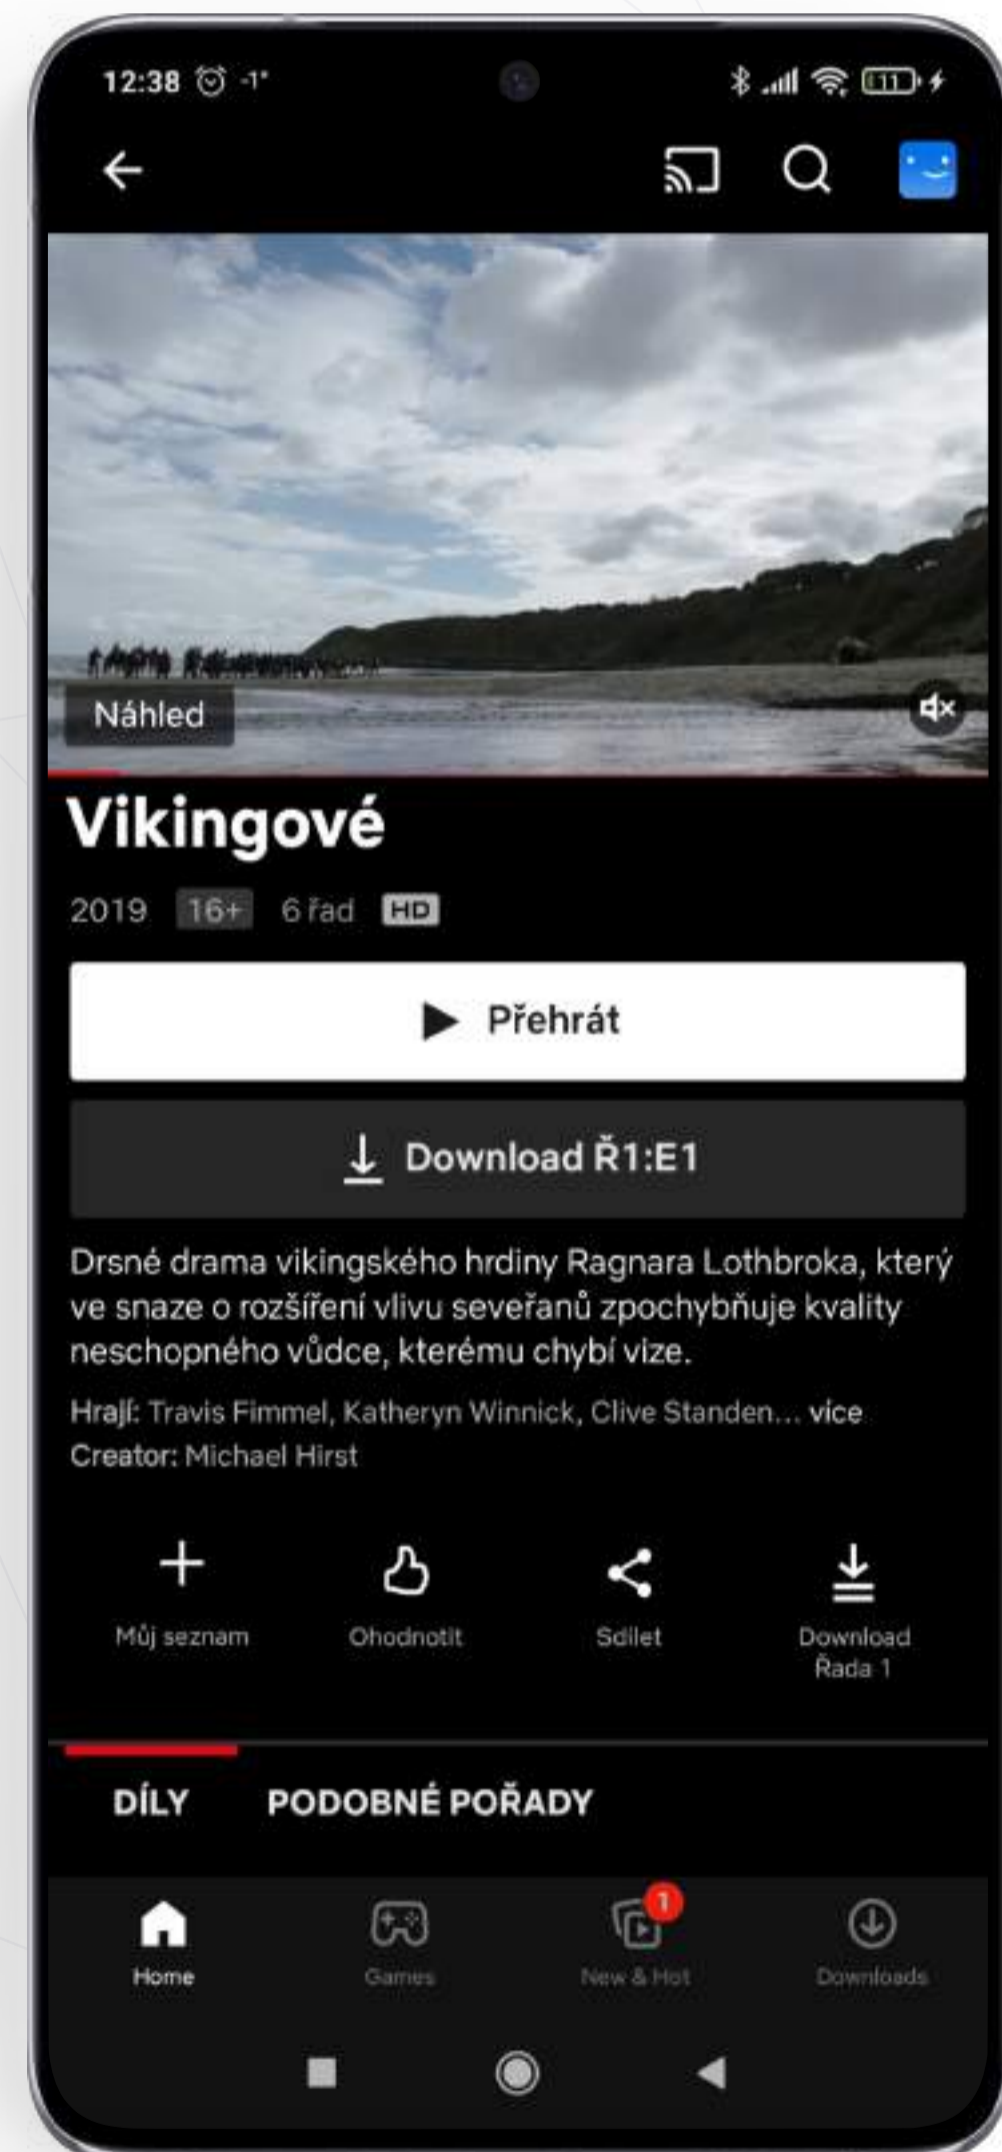 12:38 -1°
11
Náhled
Vikingové
2019 16+ 6 řad HD
Přehrát
Download Ř1:E1
Drsné drama vikingského hrdiny Ragnara Lothbroka, který
ve snaze o rozšíření vlivu seveřanů zpochybňuje kvality
neschopného vůdce, kterému chybí vize.
Hrají: Travis Fimmel, Katheryn Winnick, Clive Standen... více
Creator: Michael Hirst
Můj seznam Ohodnotit Sdílet Download
Řada 1
DÍLY PODOBNÉ POŘADY
1
Home Games New & Hot Downloads